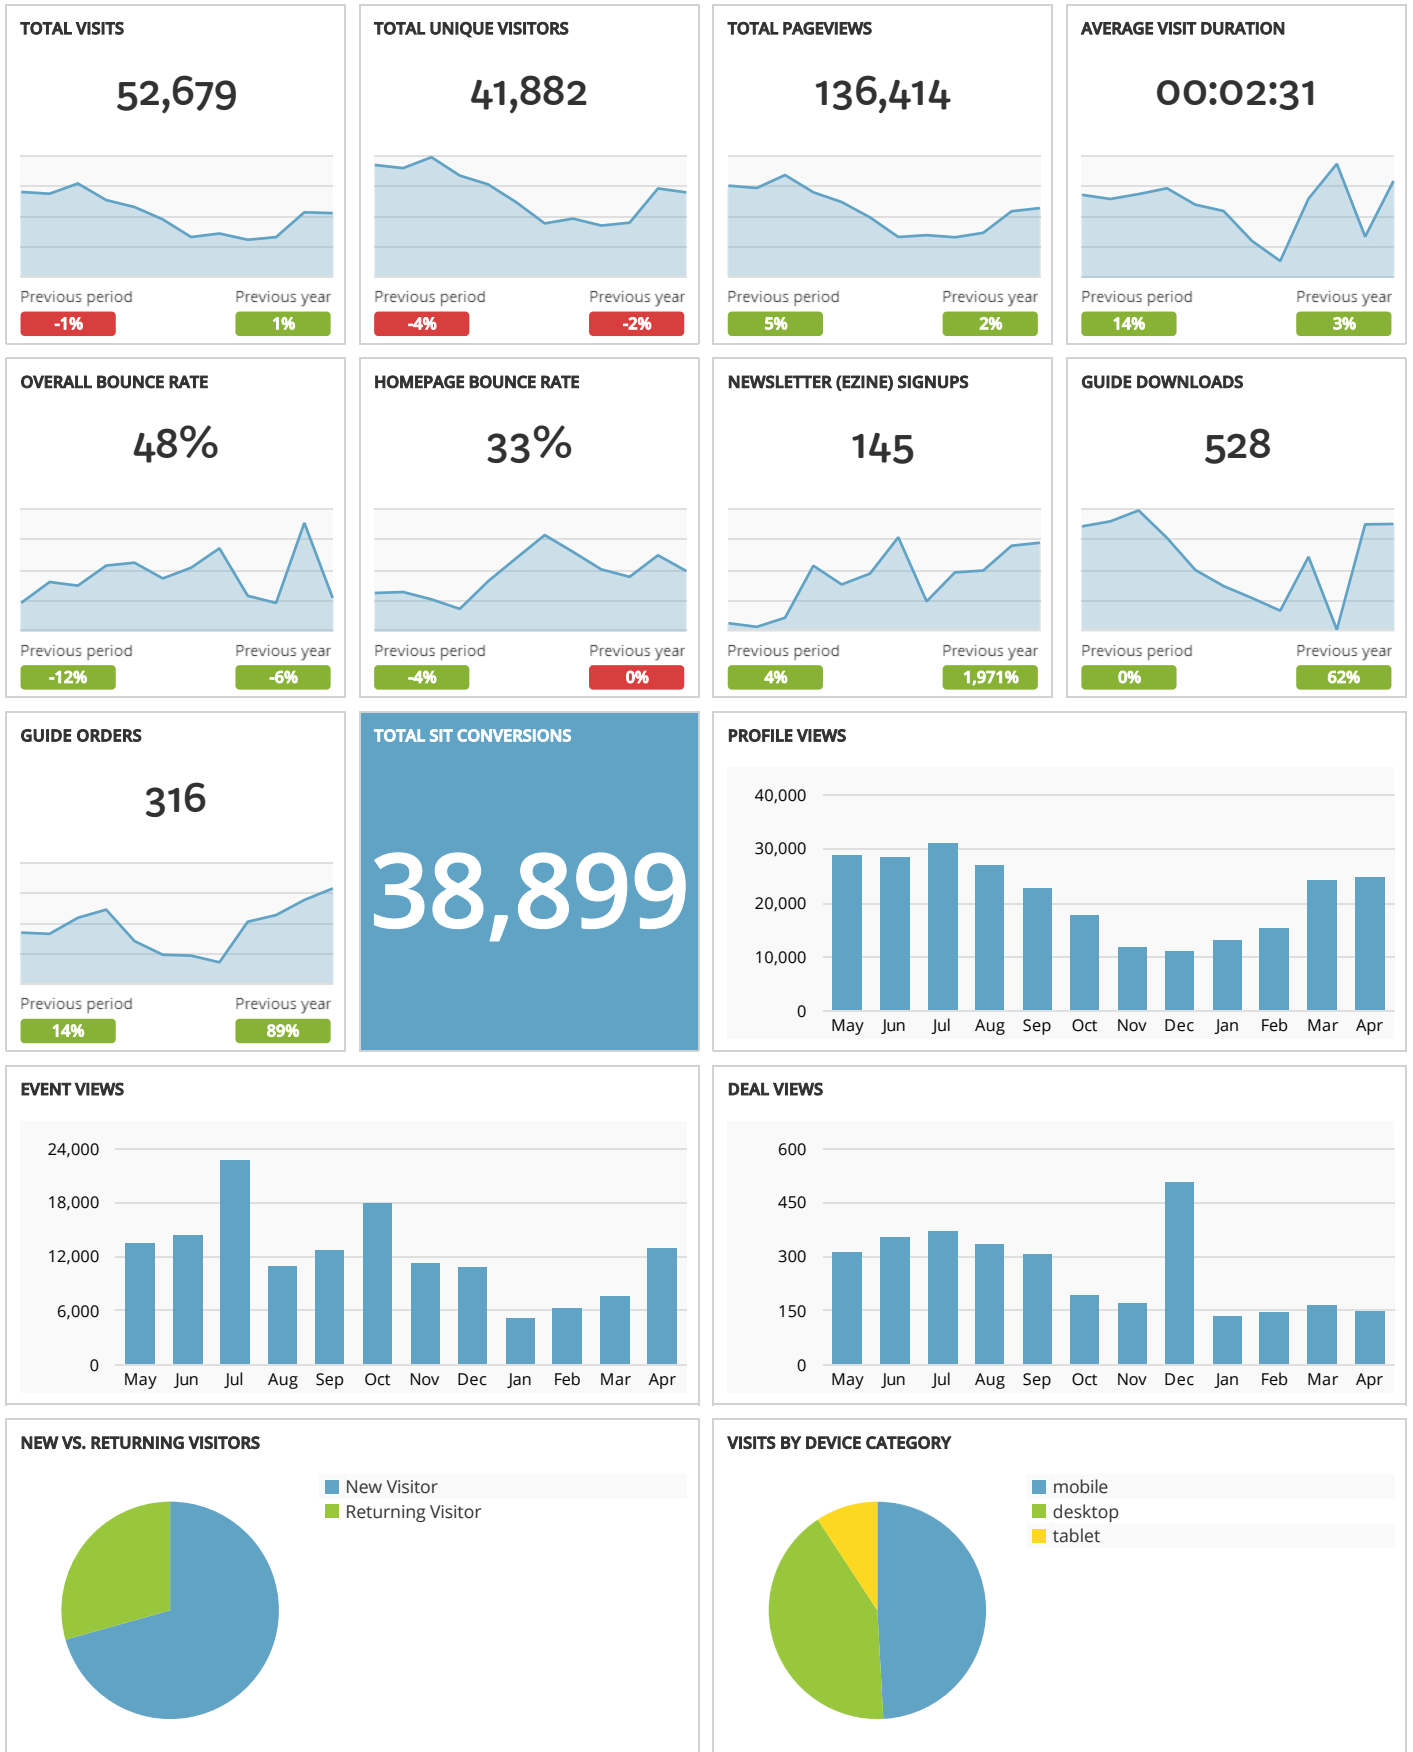 TOTAL VISITS
52,679
Previous period Previous year
-1% 1%
TOTAL UNIQUE VISITORS
41,882
Previous period Previous year
-4% -2%
TOTAL PAGEVIEWS
136,414
Previous period Previous year
5% 2%
AVERAGE VISIT DURATION
00:02:31
Previous period Previous year
14% 3%
OVERALL BOUNCE RATE
48%
Previous period Previous year
-12% -6%
HOMEPAGE BOUNCE RATE
33%
Previous period Previous year
-4% 0%
NEWSLETTER (EZINE) SIGNUPS
145
Previous period Previous year
4% 1,971%
GUIDE DOWNLOADS
528
Previous period Previous year
0% 62%
GUIDE ORDERS
316
Previous period Previous year
14% 89%
TOTAL SIT CONVERSIONS
38,899
PROFILE VIEWS
40,000
30,000
20,000
10,000
0
May Jun Jul Aug Sep Oct Nov Dec Jan Feb Mar Apr
EVENT VIEWS
24,000
18,000
12,000
6,000
0
May Jun Jul Aug Sep Oct Nov Dec Jan Feb Mar Apr
DEAL VIEWS
600
450
300
150
0
May Jun Jul Aug Sep Oct Nov Dec Jan Feb Mar Apr
NEW VS. RETURNING VISITORS
New Visitor
Returning Visitor
VISITS BY DEVICE CATEGORY
mobile
desktop
tablet